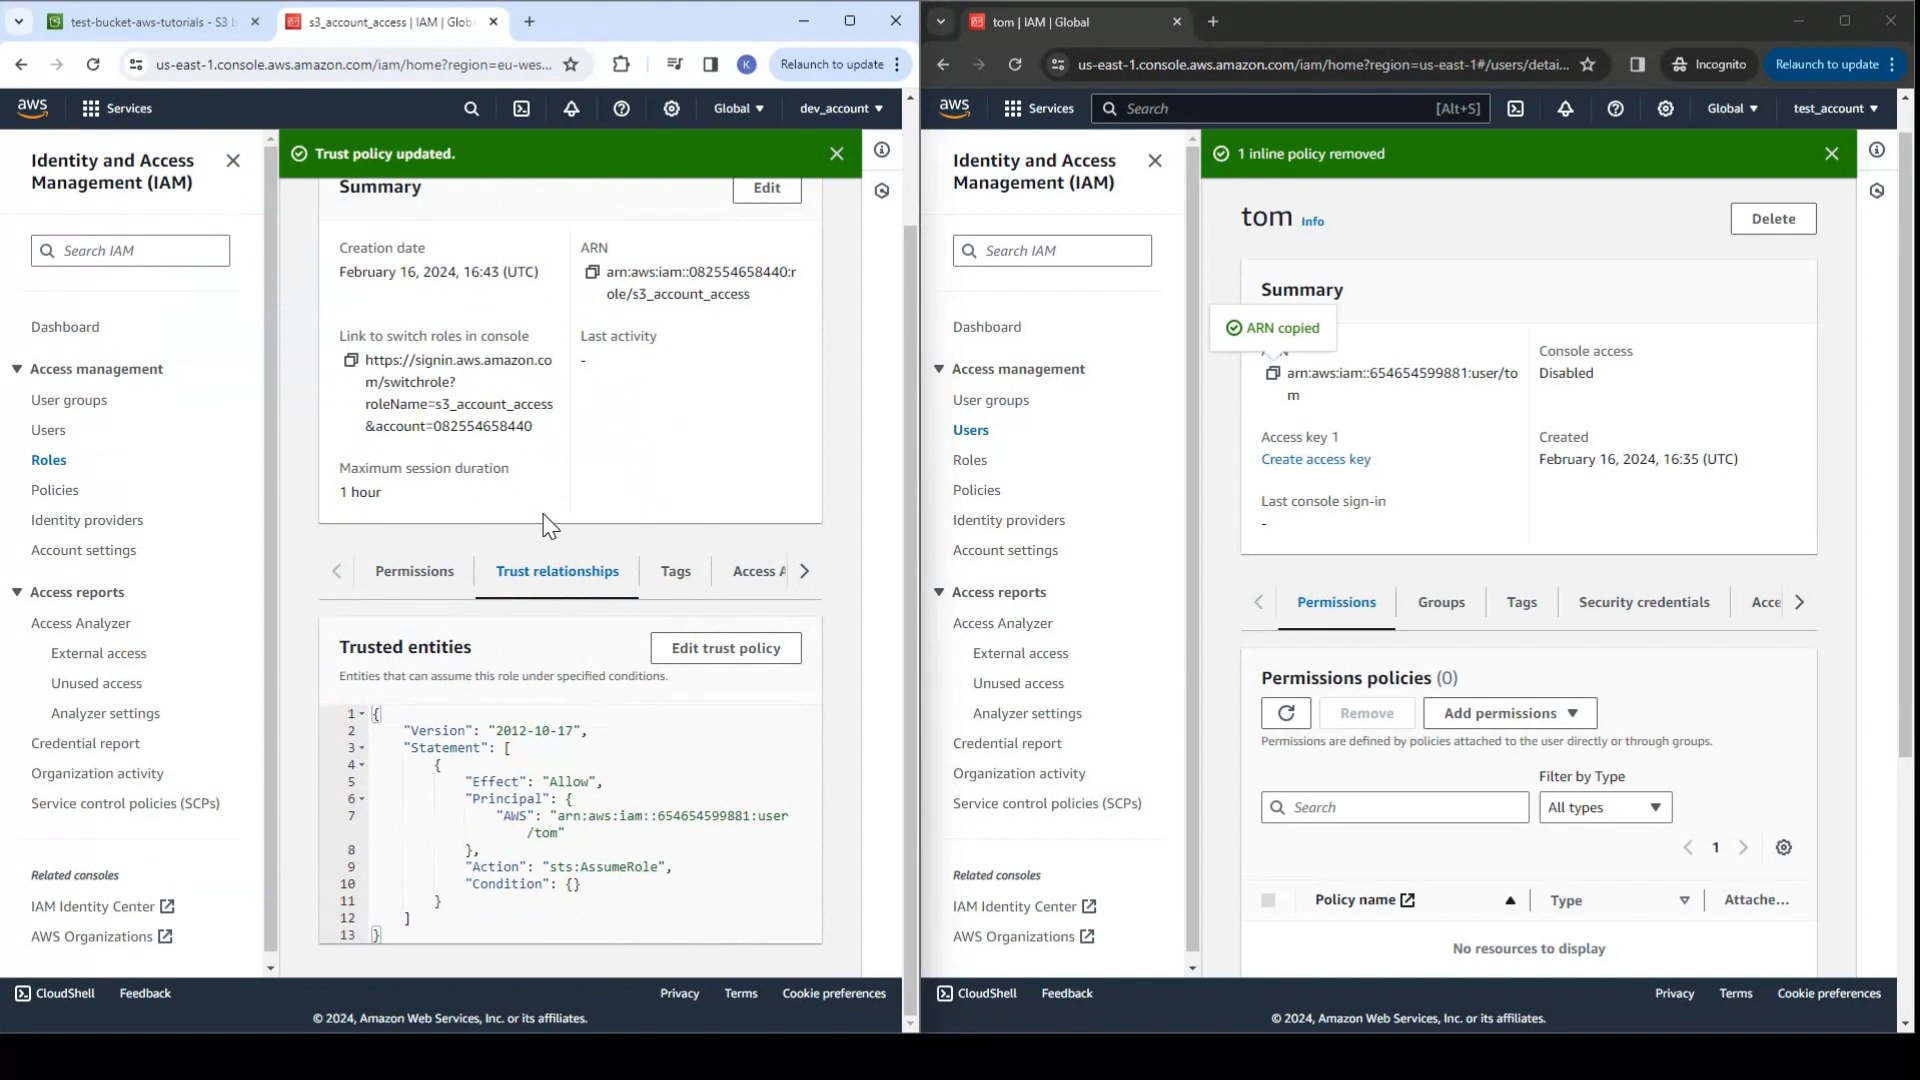 test-bucket-aws-tutorials - S3 b
s3_account_access | IAM | Glob
us-east-1.console.aws.amazon.com/iam/home?region=eu-wes...
K
Relaunch to update
aws
Services
Global
dev_account
Identity and Access
Management (IAM)
Search IAM
Dashboard
Access management
User groups
Users
Roles
Policies
Identity providers
Account settings
Access reports
Access Analyzer
External access
Unused access
Analyzer settings
Credential report
Organization activity
Service control policies (SCPs)
Related consoles
IAM Identity Center
AWS Organizations
Trust policy updated.
Summary
Edit
Creation date
February 16, 2024, 16:43 (UTC)
ARN
arn:aws:iam::082554658440:r
ole/s3_account_access
Link to switch roles in console
https://signin.aws.amazon.co
m/switchrole?
roleName=s3_account_access
&account=082554658440
Last activity
-
Maximum session duration
1 hour
Permissions
Trust relationships
Tags
Access A
Trusted entities
Edit trust policy
Entities that can assume this role under specified conditions.
1 {
2 "Version": "2012-10-17",
3 "Statement": [
4 {
5 "Effect": "Allow",
6 "Principal": {
7 "AWS": "arn:aws:iam::654654599881:user
/tom"
8 },
9 "Action": "sts:AssumeRole",
10 "Condition": {}
11 }
12 ]
13 }
CloudShell
Feedback
Privacy
Terms
Cookie preferences
© 2024, Amazon Web Services, Inc. or its affiliates.
tom | IAM | Global
us-east-1.console.aws.amazon.com/iam/home?region=us-east-1#/users/detai...
Incognito
Relaunch to update
aws
Services
Search
[Alt+S]
Global
test_account
Identity and Access
Management (IAM)
Search IAM
Dashboard
Access management
User groups
Users
Roles
Policies
Identity providers
Account settings
Access reports
Access Analyzer
External access
Unused access
Analyzer settings
Credential report
Organization activity
Service control policies (SCPs)
Related consoles
IAM Identity Center
AWS Organizations
1 inline policy removed
tom
Info
Delete
Summary
ARN copied
arn:aws:iam::654654599881:user/to
m
Console access
Disabled
Access key 1
Create access key
Created
February 16, 2024, 16:35 (UTC)
Last console sign-in
-
Permissions
Groups
Tags
Security credentials
Acce
Permissions policies (0)
Remove
Add permissions
Permissions are defined by policies attached to the user directly or through groups.
Filter by Type
Search
All types
1
Policy name
Type
Attache...
No resources to display
CloudShell
Feedback
Privacy
Terms
Cookie preferences
© 2024, Amazon Web Services, Inc. or its affiliates.